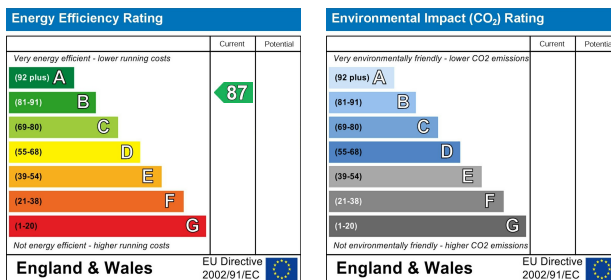 Energy Efficiency Rating
Current Potential
Very energy efficient - lower running costs
(92 plus) A
(81-91) B
87
(69-80) C
(55-68) D
(39-54) E
(21-38) F
(1-20) G
Not energy efficient - higher running costs
England & Wales
EU Directive
2002/91/EC
Environmental Impact (CO₂) Rating
Current Potential
Very environmentally friendly - lower CO2 emissions
(92 plus) A
(81-91) B
(69-80) C
(55-68) D
(39-54) E
(21-38) F
(1-20) G
Not environmentally friendly - higher CO2 emissions
England & Wales
EU Directive
2002/91/EC